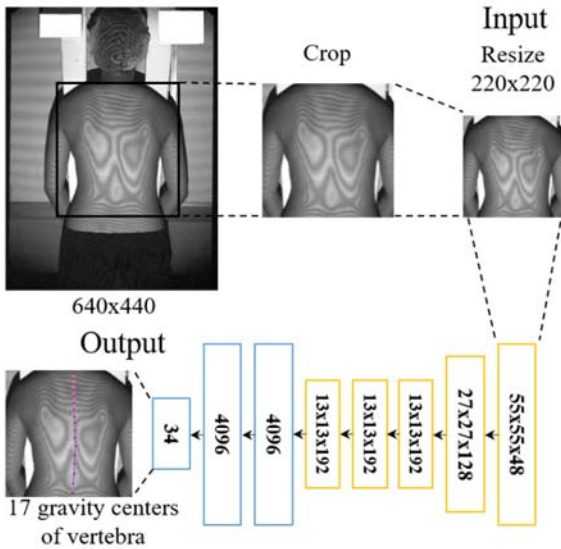 Input
Crop
Resize
220x220
640x440
Output
34
4096
4096
13x13x192
13x13x192
13x13x192
27x27x128
55x55x48
17 gravity centers
of vertebra